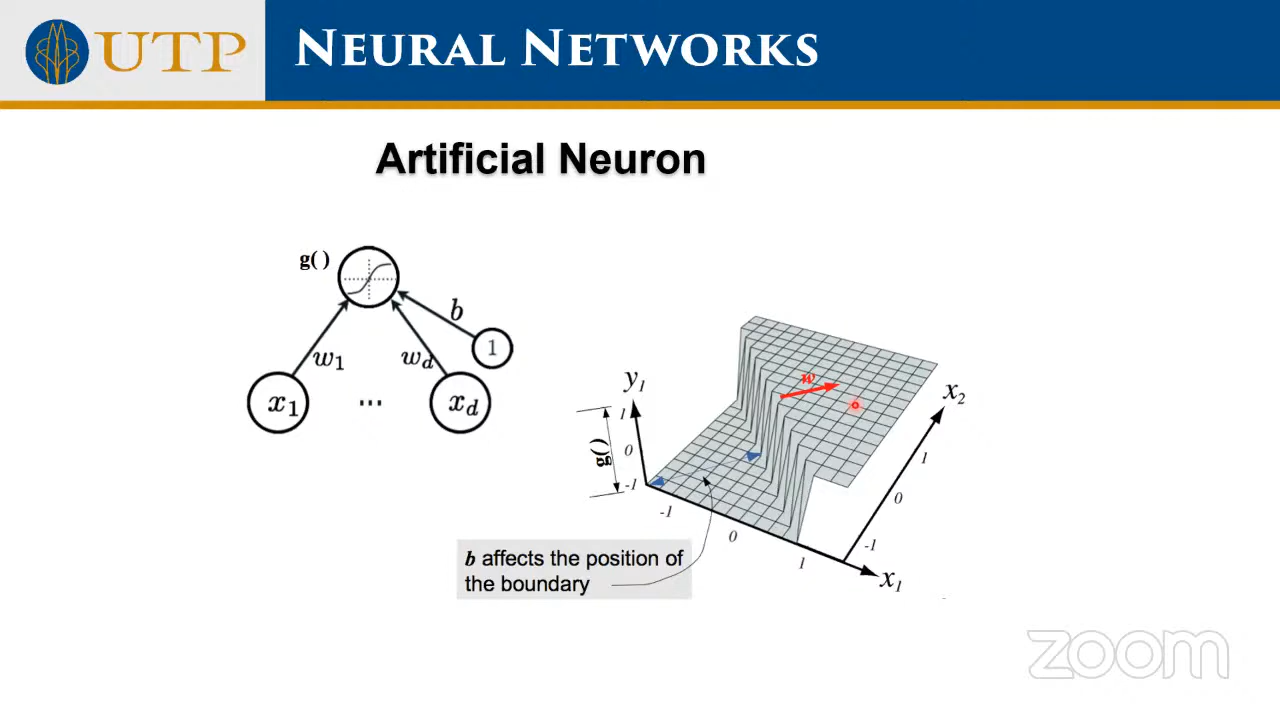 UTP
NEURAL NETWORKS
Artificial Neuron
g( )
b
1
w1
wd
x1
...
xd
y1
1
0
-1
g()
w
x2
1
0
-1
-1
0
1
x1
b affects the position of
the boundary
zoom